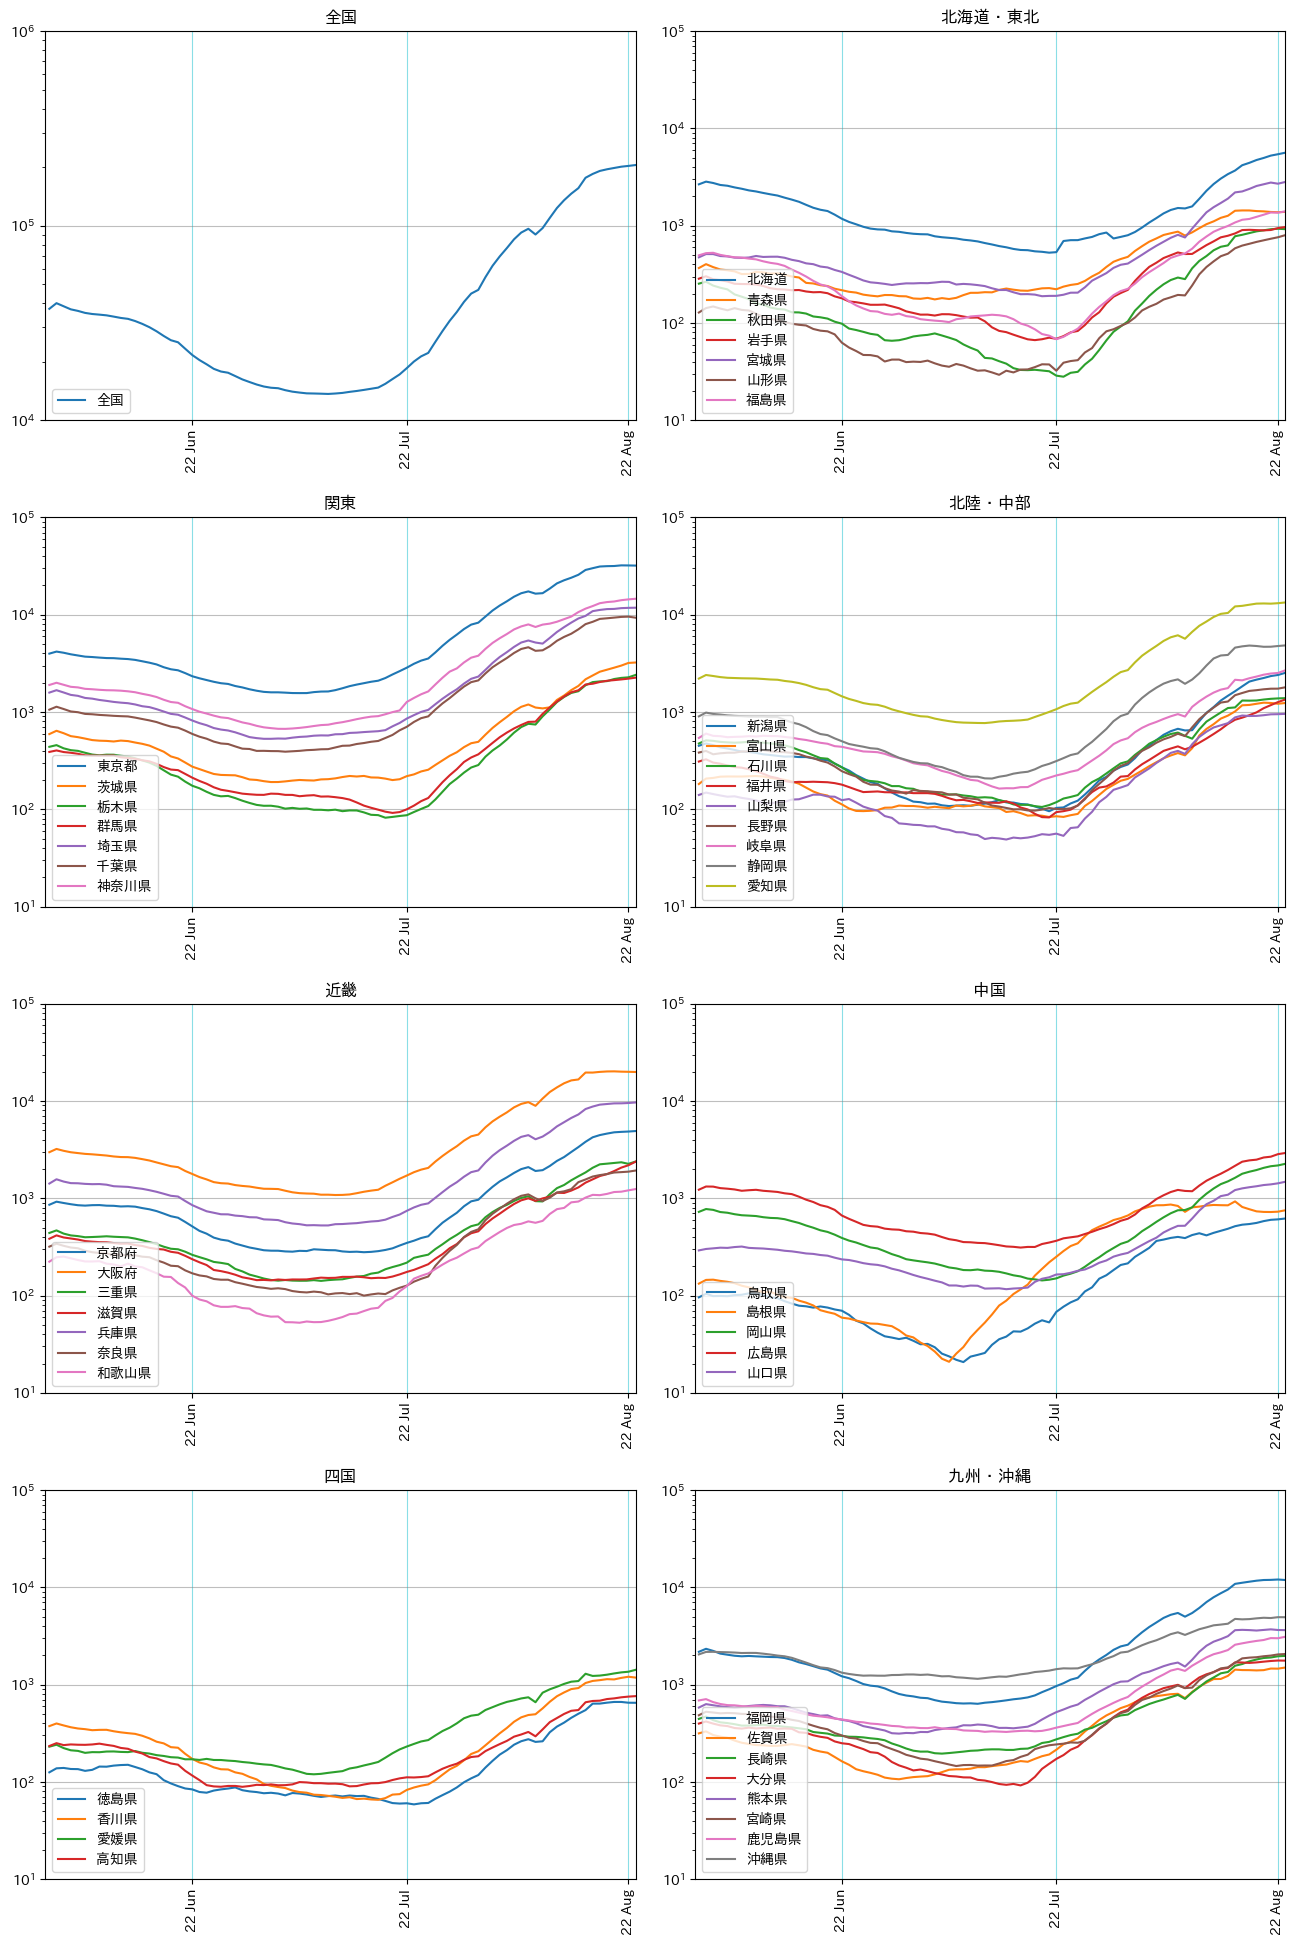 全国
10^6
10^5
10^4
22 Jun
22 Jul
22 Aug
全国
北海道・東北
10^5
10^4
10^3
10^2
10^1
22 Jun
22 Jul
22 Aug
北海道
青森県
秋田県
岩手県
宮城県
山形県
福島県
関東
10^5
10^4
10^3
10^2
10^1
22 Jun
22 Jul
22 Aug
東京都
茨城県
栃木県
群馬県
埼玉県
千葉県
神奈川県
北陸・中部
10^5
10^4
10^3
10^2
10^1
22 Jun
22 Jul
22 Aug
新潟県
富山県
石川県
福井県
山梨県
長野県
岐阜県
静岡県
愛知県
近畿
10^5
10^4
10^3
10^2
10^1
22 Jun
22 Jul
22 Aug
京都府
大阪府
三重県
滋賀県
兵庫県
奈良県
和歌山県
中国
10^5
10^4
10^3
10^2
10^1
22 Jun
22 Jul
22 Aug
鳥取県
島根県
岡山県
広島県
山口県
四国
10^5
10^4
10^3
10^2
10^1
22 Jun
22 Jul
22 Aug
徳島県
香川県
愛媛県
高知県
九州・沖縄
10^5
10^4
10^3
10^2
10^1
22 Jun
22 Jul
22 Aug
福岡県
佐賀県
長崎県
大分県
熊本県
宮崎県
鹿児島県
沖縄県